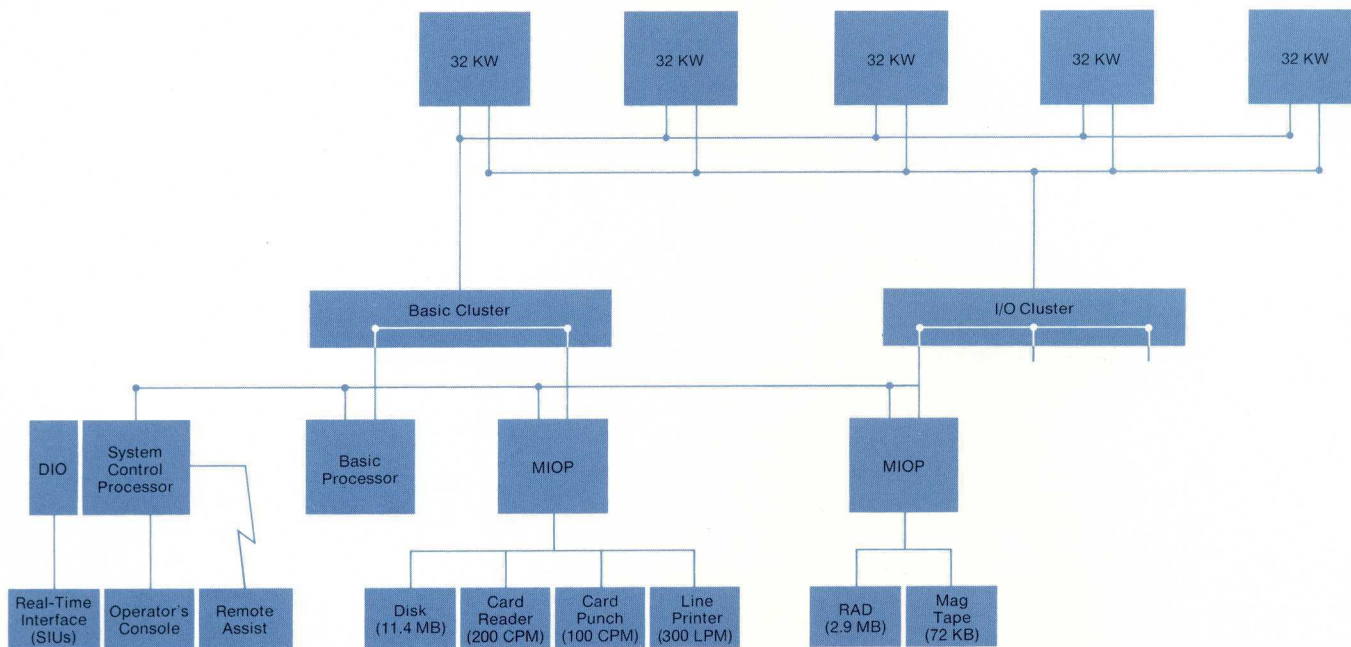 32 KW
32 KW
32 KW
32 KW
32 KW
Basic Cluster
I/O Cluster
DIO
System
Control
Processor
Basic
Processor
MIOP
MIOP
Real-Time
Interface
(SIUs)
Operator's
Console
Remote
Assist
Disk
(11.4 MB)
Card
Reader
(200 CPM)
Card
Punch
(100 CPM)
Line
Printer
(300 LPM)
RAD
(2.9 MB)
Mag
Tape
(72 KB)